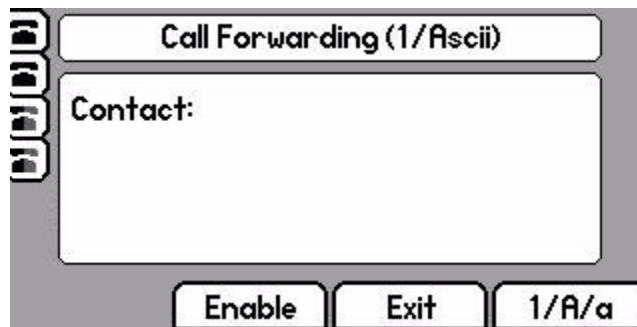 Call Forwarding (1/Ascii)
Contact:
Enable Exit 1/A/a